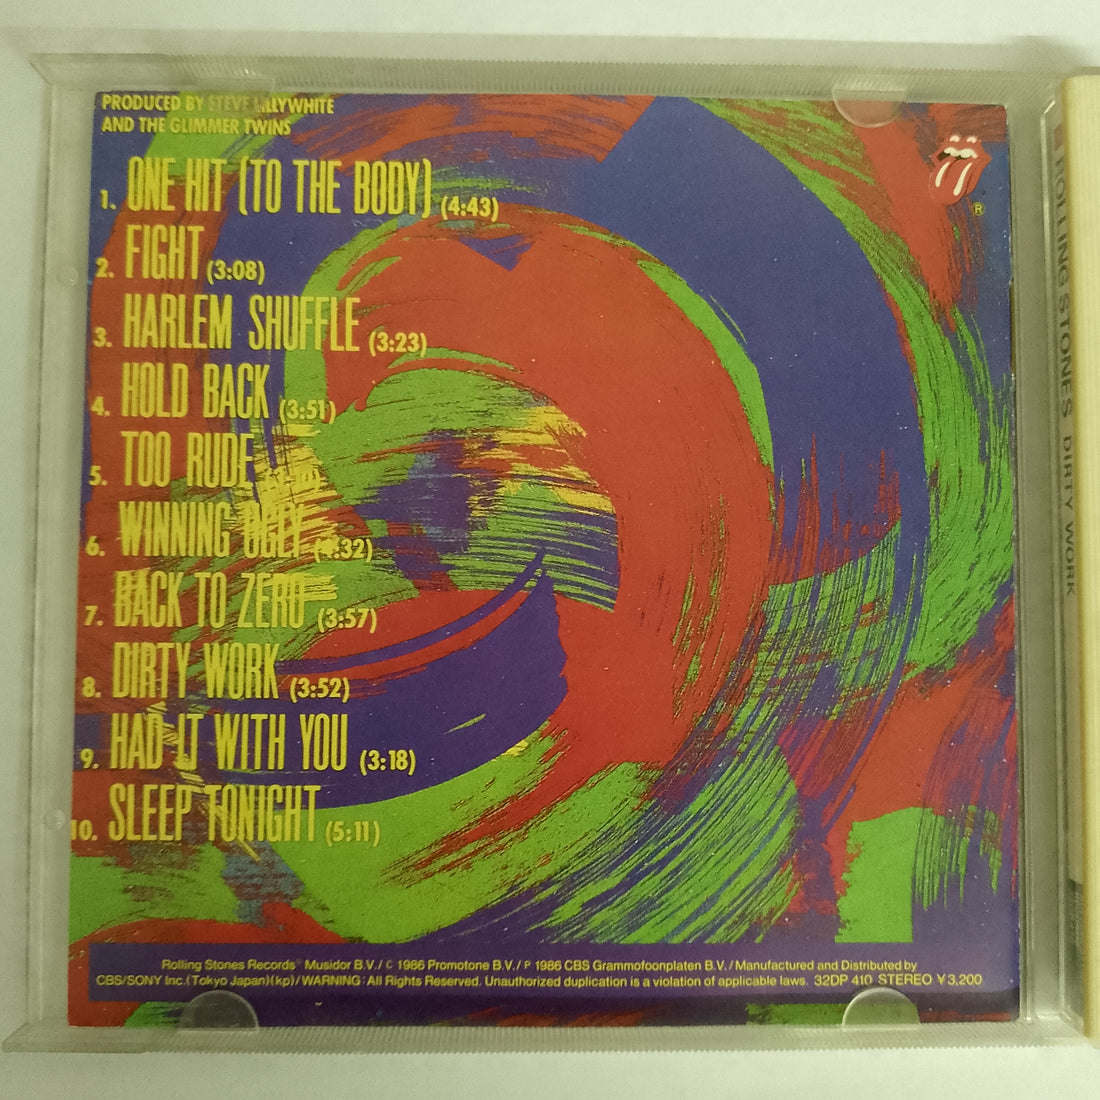 PRODUCED BY STEVE LILLYWHITE
AND THE GLIMMER TWINS
1. ONE HIT (TO THE BODY) (4:43)
2. FIGHT (3:08)
3. HARLEM SHUFFLE (3:23)
4. HOLD BACK (3:51)
5. TOO RUDE
6. WINNING UGLY (4:32)
7. BACK TO ZERO (3:57)
8. DIRTY WORK (3:52)
9. HAD IT WITH YOU (3:18)
10. SLEEP TONIGHT (5:11)
®
Rolling Stones Records® Musidor B.V./© 1986 Promotone B.V./℗ 1986 CBS Grammofoonplaten B.V./Manufactured and Distributed by
CBS/SONY Inc.(Tokyo Japan)(kp)/WARNING: All Rights Reserved. Unauthorized duplication is a violation of applicable laws. 32DP 410 STEREO ¥3,200
ROLLING STONES DIRTY WORK